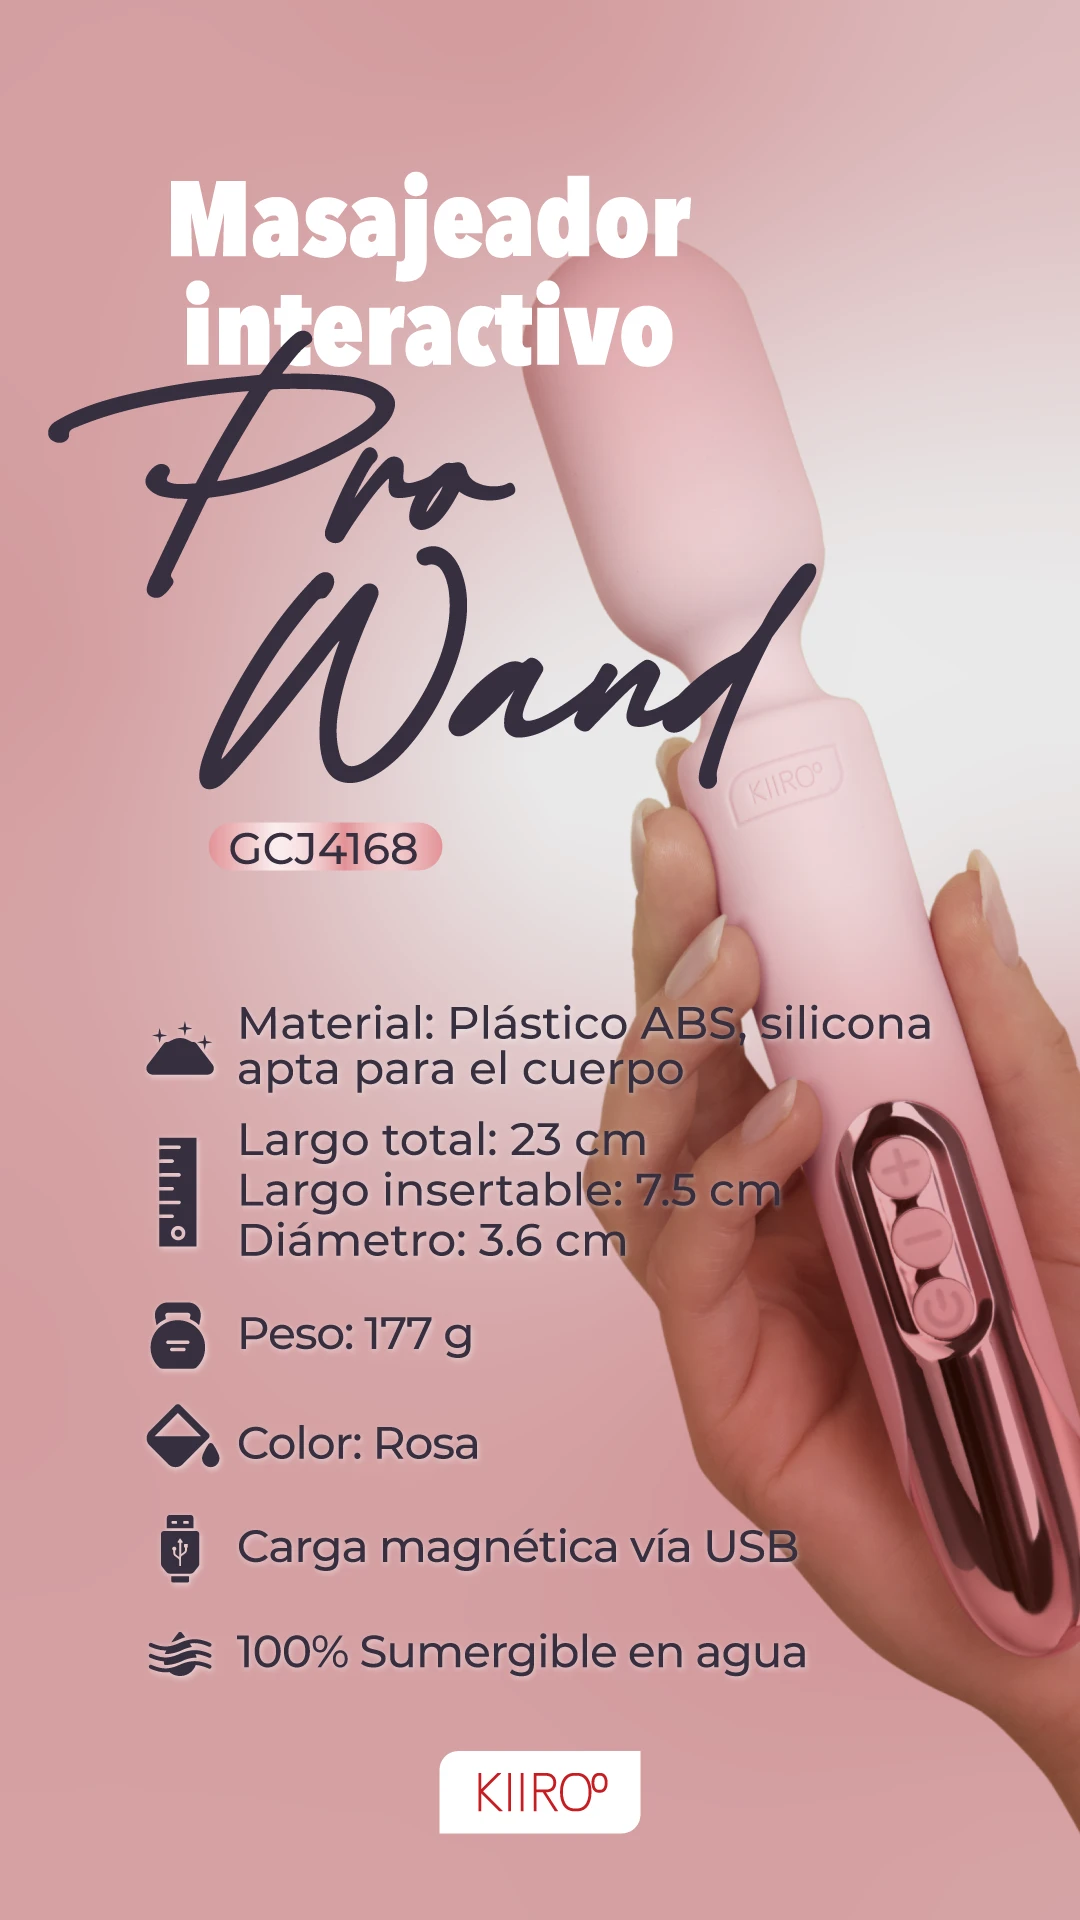 Masajeador
interactivo
Pro
Wand
KIIROO
GCJ4168
Material: Plástico ABS, silicona
apta para el cuerpo
Largo total: 23 cm
Largo insertable: 7.5 cm
Diámetro: 3.6 cm
Peso: 177 g
Color: Rosa
Carga magnética vía USB
100% Sumergible en agua
KIIROO